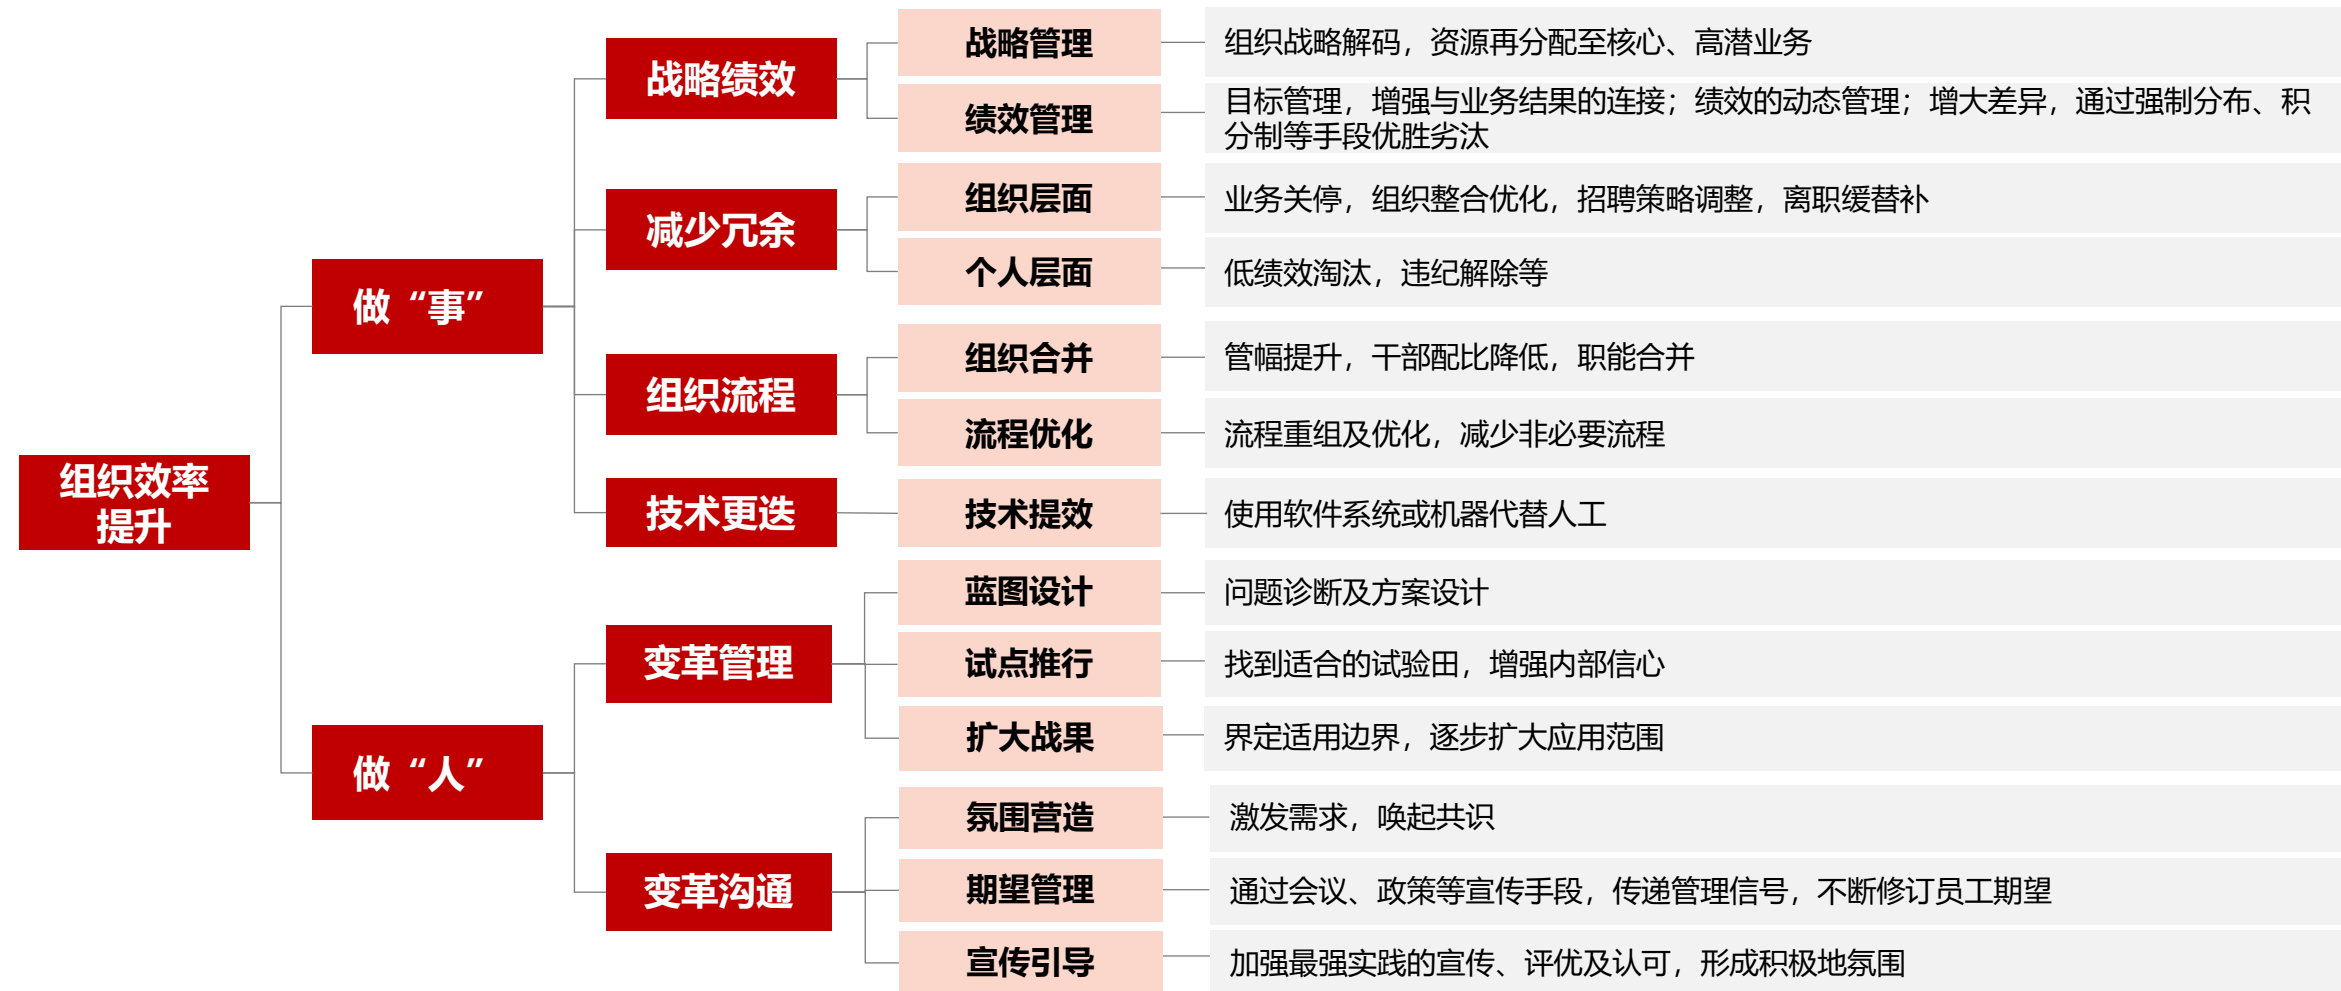 组织效率
提升
做“事”
战略绩效
战略管理
组织战略解码，资源再分配至核心、高潜业务
绩效管理
目标管理，增强与业务结果的连接；绩效的动态管理；增大差异，通过强制分布、积
分制等手段优胜劣汰
减少冗余
组织层面
业务关停，组织整合优化，招聘策略调整，离职缓替补
个人层面
低绩效淘汰，违纪解除等
组织流程
组织合并
管幅提升，干部配比降低，职能合并
流程优化
流程重组及优化，减少非必要流程
技术更迭
技术提效
使用软件系统或机器代替人工
做“人”
变革管理
蓝图设计
问题诊断及方案设计
试点推行
找到适合的试验田，增强内部信心
扩大战果
界定适用边界，逐步扩大应用范围
变革沟通
氛围营造
激发需求，唤起共识
期望管理
通过会议、政策等宣传手段，传递管理信号，不断修订员工期望
宣传引导
加强最强实践的宣传、评优及认可，形成积极地氛围